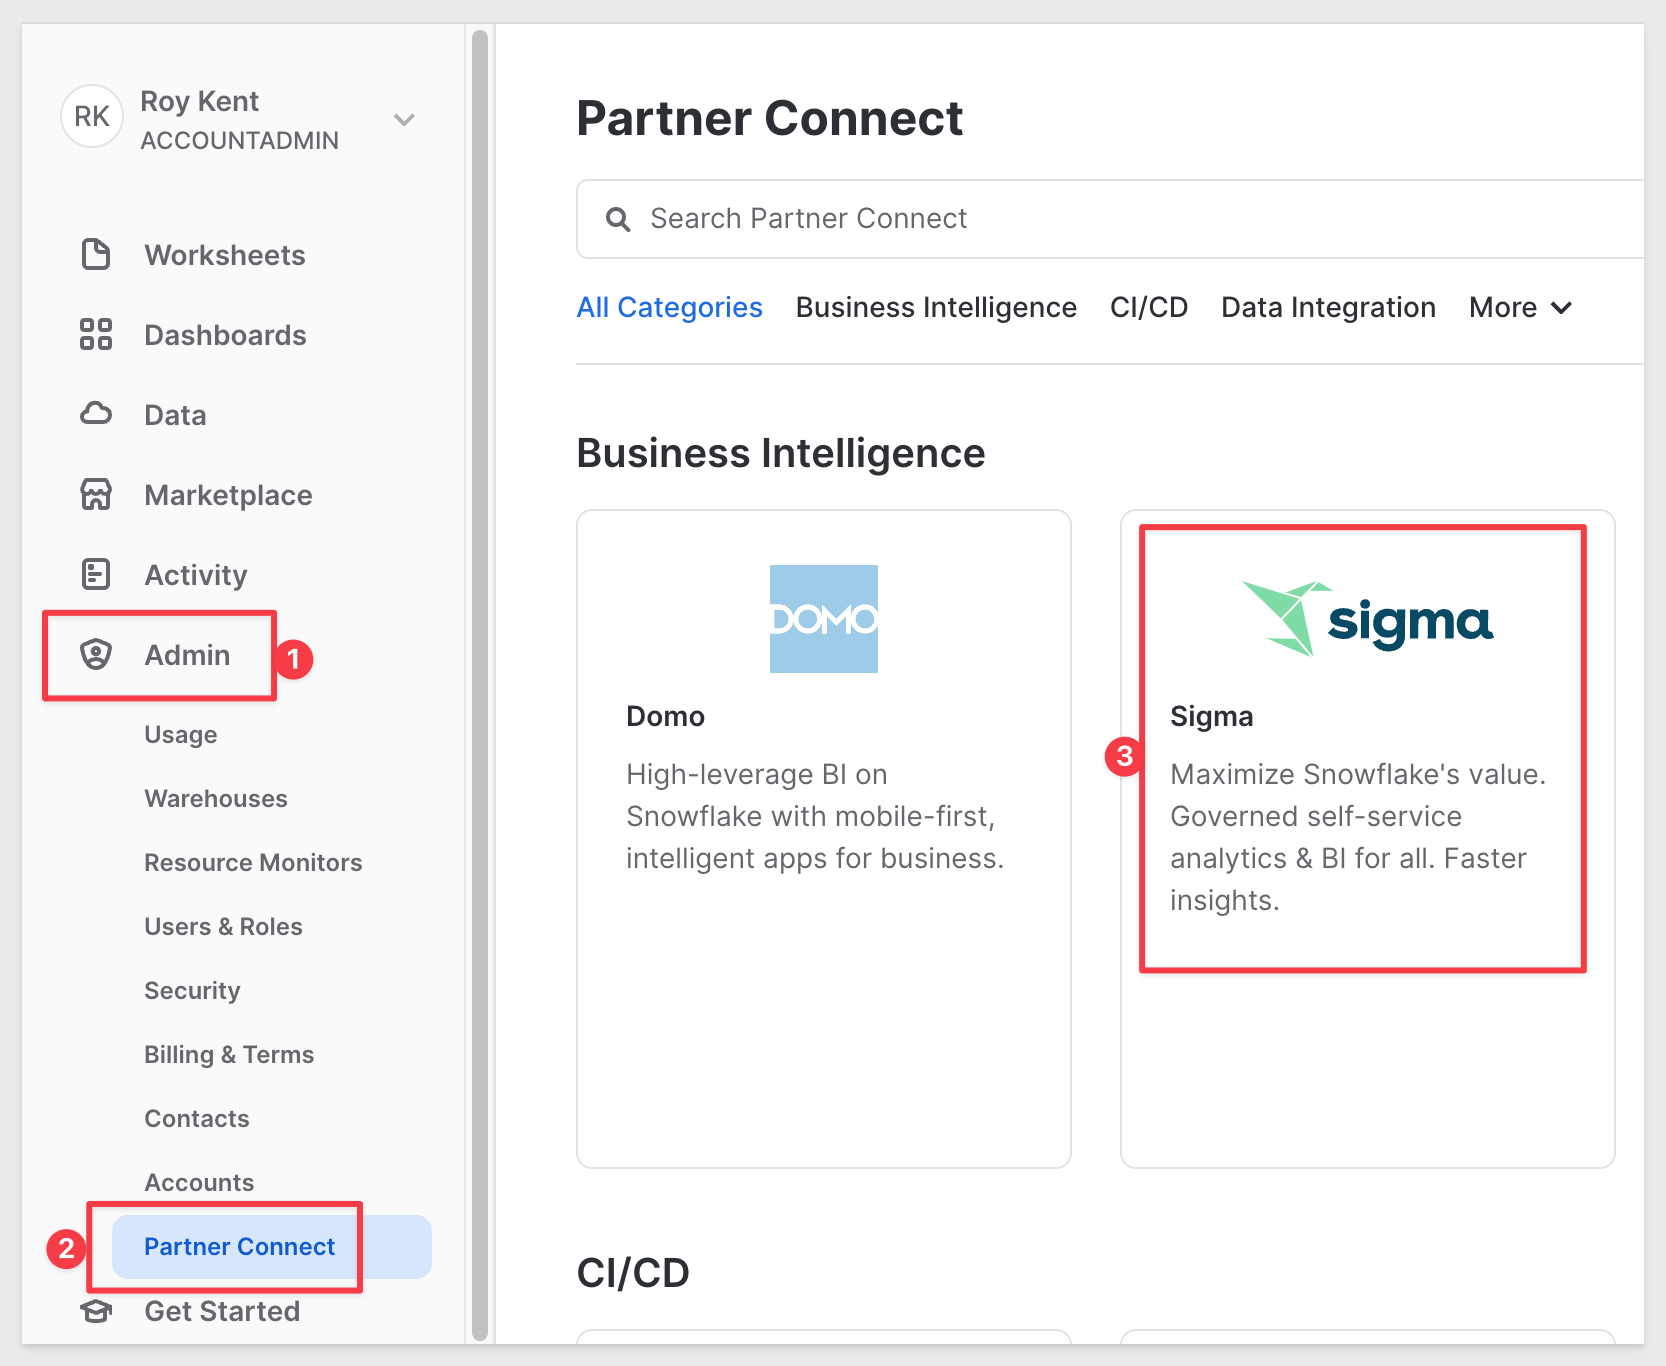 RK
Roy Kent
ACCOUNTADMIN
Worksheets
Dashboards
Data
Marketplace
Activity
Admin
1
Usage
Warehouses
Resource Monitors
Users & Roles
Security
Billing & Terms
Contacts
Accounts
2
Partner Connect
Get Started
Partner Connect
Search Partner Connect
All Categories Business Intelligence CI/CD Data Integration More
Business Intelligence
DOMO
Domo
High-leverage BI on
Snowflake with mobile-first,
intelligent apps for business.
sigma
Sigma
3
Maximize Snowflake's value.
Governed self-service
analytics & BI for all. Faster
insights.
CI/CD